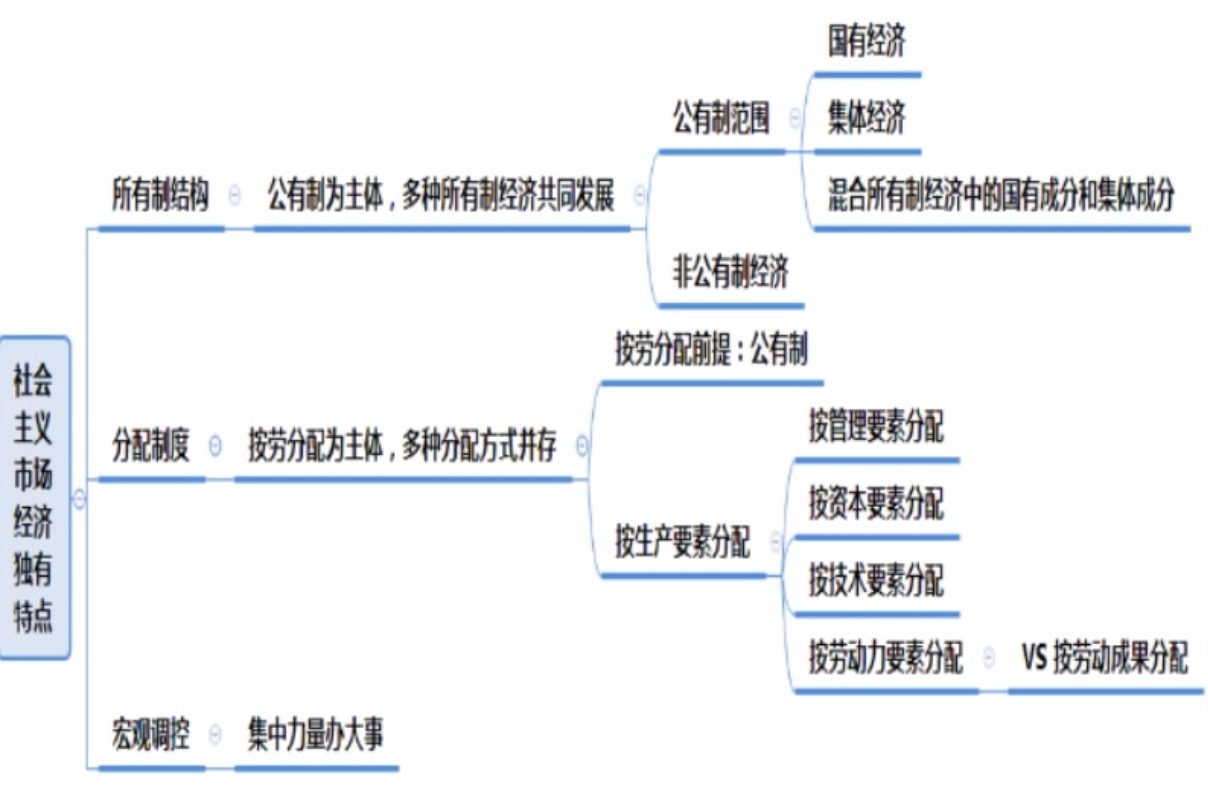 国有经济
公有制范围
集体经济
所有制结构
公有制为主体，多种所有制经济共同发展
混合所有制经济中的国有成分和集体成分
非公有制经济
按劳分配前提：公有制
社会
主义
市场
经济
独有
特点
分配制度
按劳分配为主体，多种分配方式并存
按管理要素分配
按资本要素分配
按生产要素分配
按技术要素分配
按劳动力要素分配
VS 按劳动成果分配
宏观调控
集中力量办大事